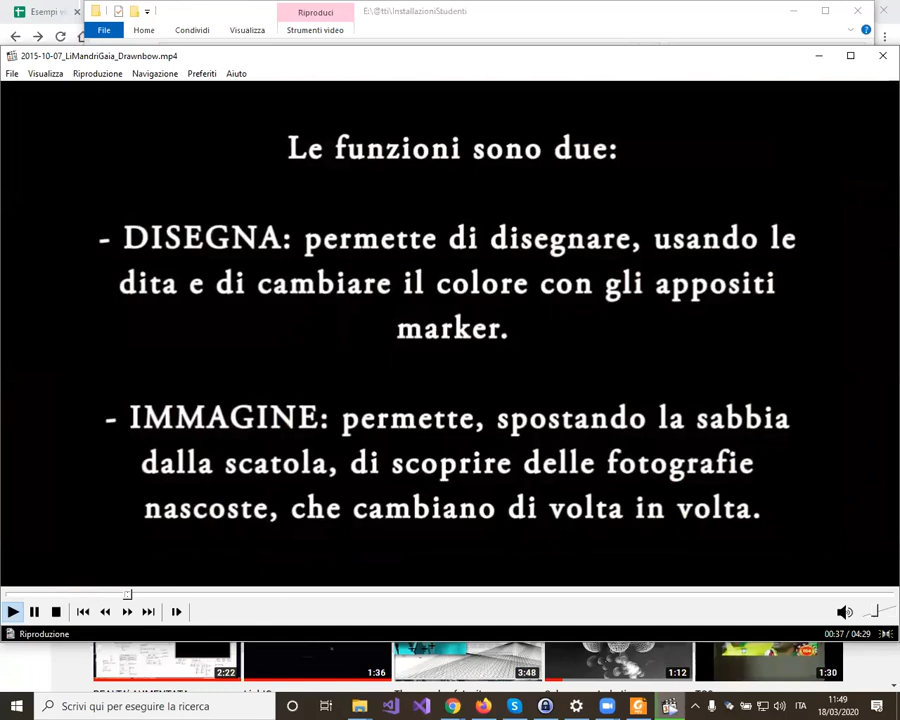 Esempi v
Riproduci
E:\@tti\InstallazioniStudenti
File
Home
Condividi
Visualizza
Strumenti video
2015-10-07_LiMandriGaia_Drawnbow.mp4
File Visualizza Riproduzione Navigazione Preferiti Aiuto
Le funzioni sono due:
- DISEGNA: permette di disegnare, usando le
dita e di cambiare il colore con gli appositi
marker.
- IMMAGINE: permette, spostando la sabbia
dalla scatola, di scoprire delle fotografie
nascoste, che cambiano di volta in volta.
Riproduzione
00:37 / 04:29
2:22
1:36
3:48
1:12
1:30
Scrivi qui per eseguire la ricerca
ITA
11:49
18/03/2020